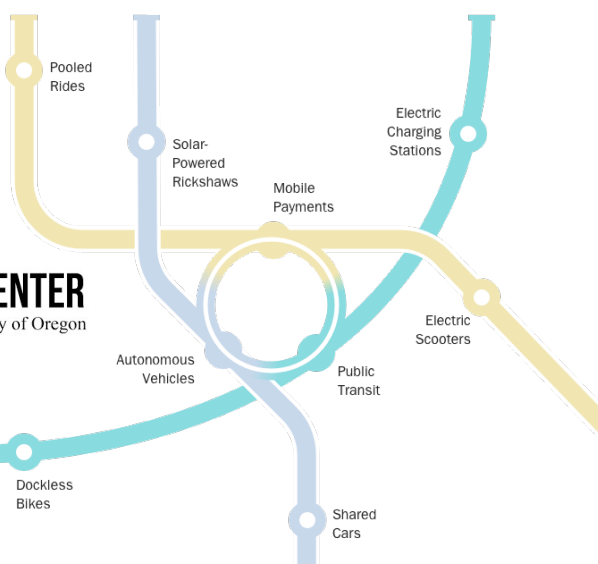 Pooled
Rides
Electric
Charging
Stations
Solar-
Powered
Rickshaws
Mobile
Payments
ENTER
y of Oregon
Electric
Scooters
Autonomous
Vehicles
Public
Transit
Dockless
Bikes
Shared
Cars